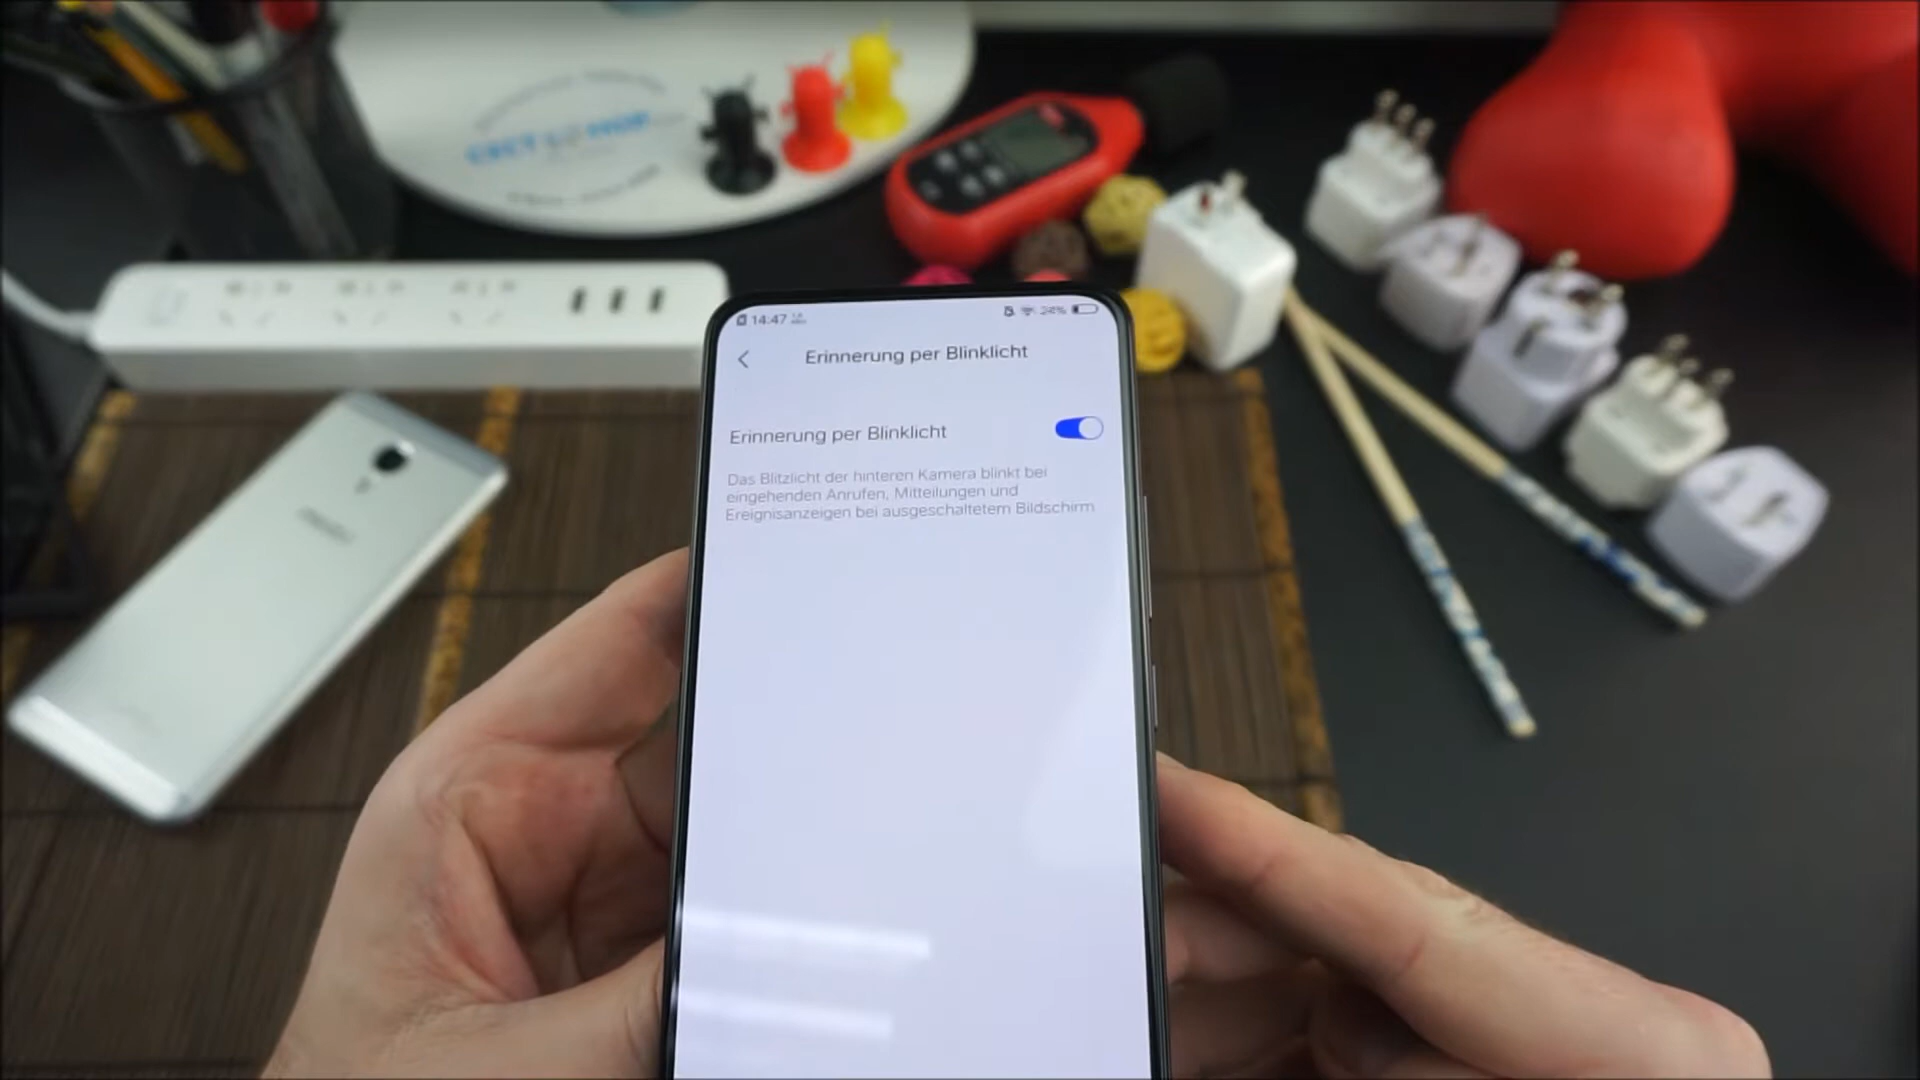 14:47
24%
Erinnerung per Blinklicht
Erinnerung per Blinklicht
Das Blitzlicht der hinteren Kamera blinkt bei
eingehenden Anrufen, Mitteilungen und
Ereignisanzeigen bei ausgeschaltetem Bildschirm